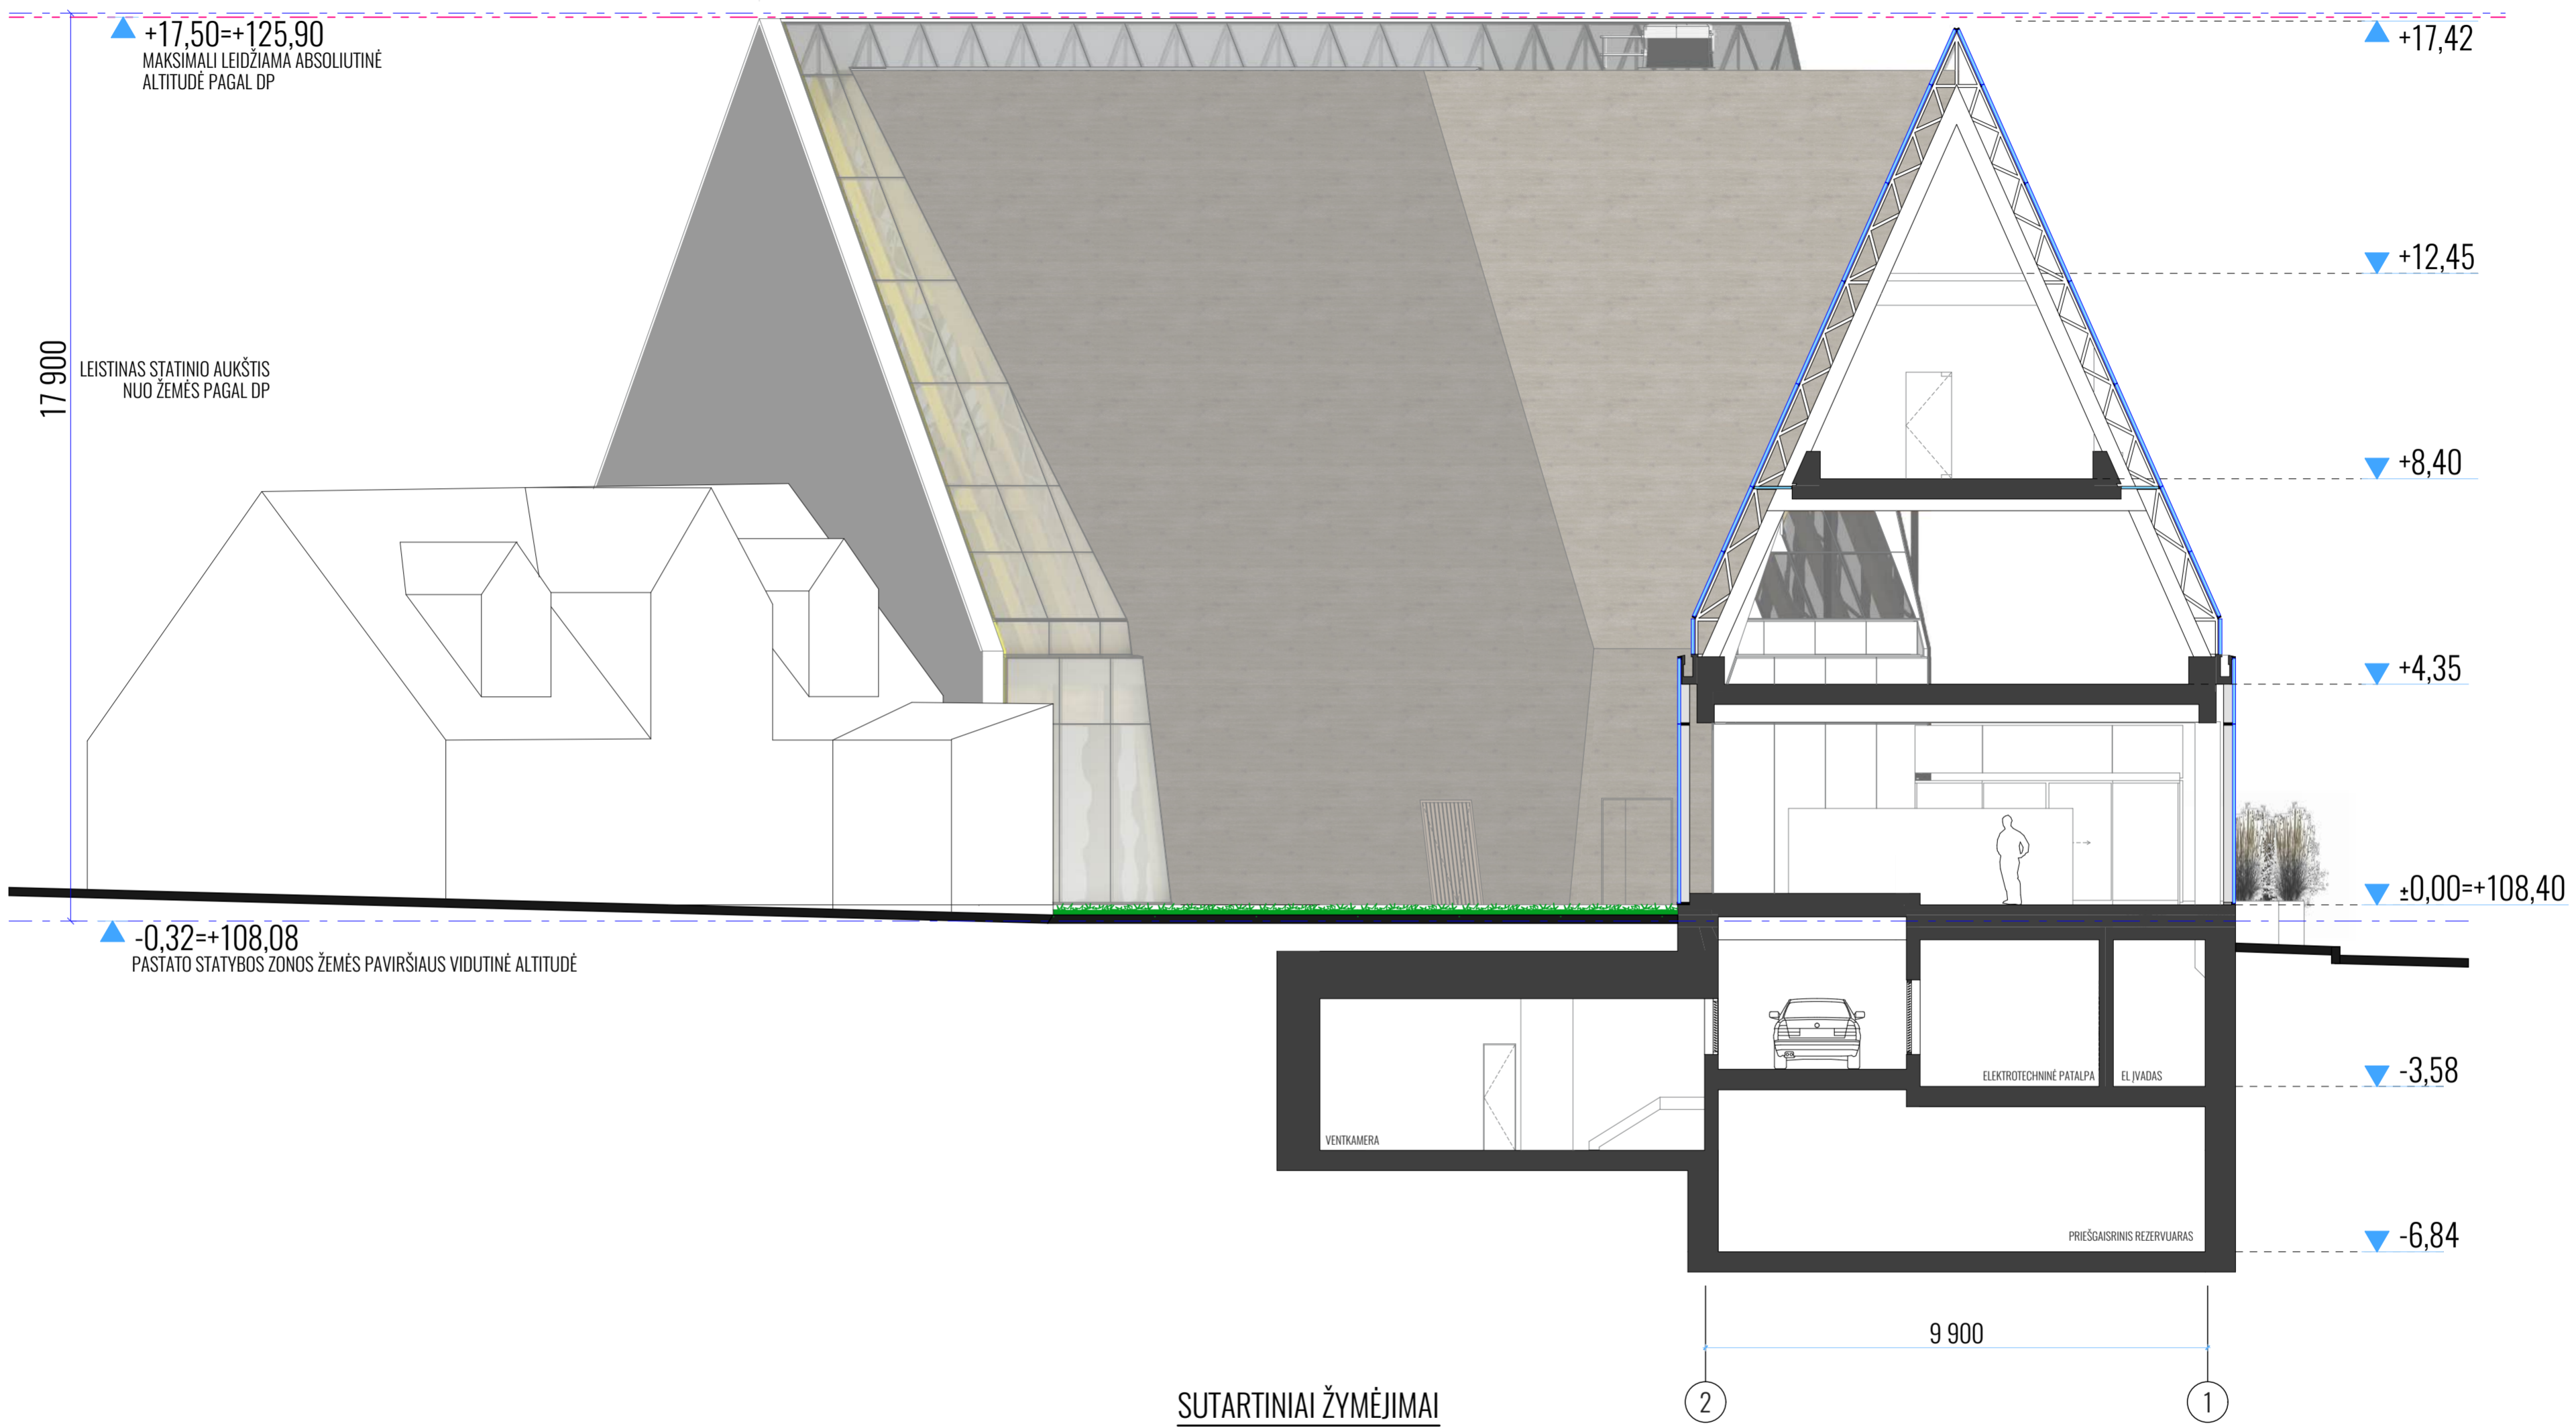 +17,50=+125,90
MAKSIMALI LEIDŽIAMA ABSOLIUTINĖ
ALTITUDĖ PAGAL DP
+17,42
+12,45
17 900
LEISTINAS STATINIO AUKŠTIS
NUO ŽEMĖS PAGAL DP
+8,40
+4,35
±0,00=+108,40
-0,32=+108,08
PASTATO STATYBOS ZONOS ŽEMĖS PAVIRŠIAUS VIDUTINĖ ALTITUDĖ
ELEKTROTECHNINĖ PATALPA
EL ĮVADAS
-3,58
VENTKAMERA
PRIEŠGAISRINIS REZERVUARAS
-6,84
9 900
2
1
SUTARTINIAI ŽYMĖJIMAI